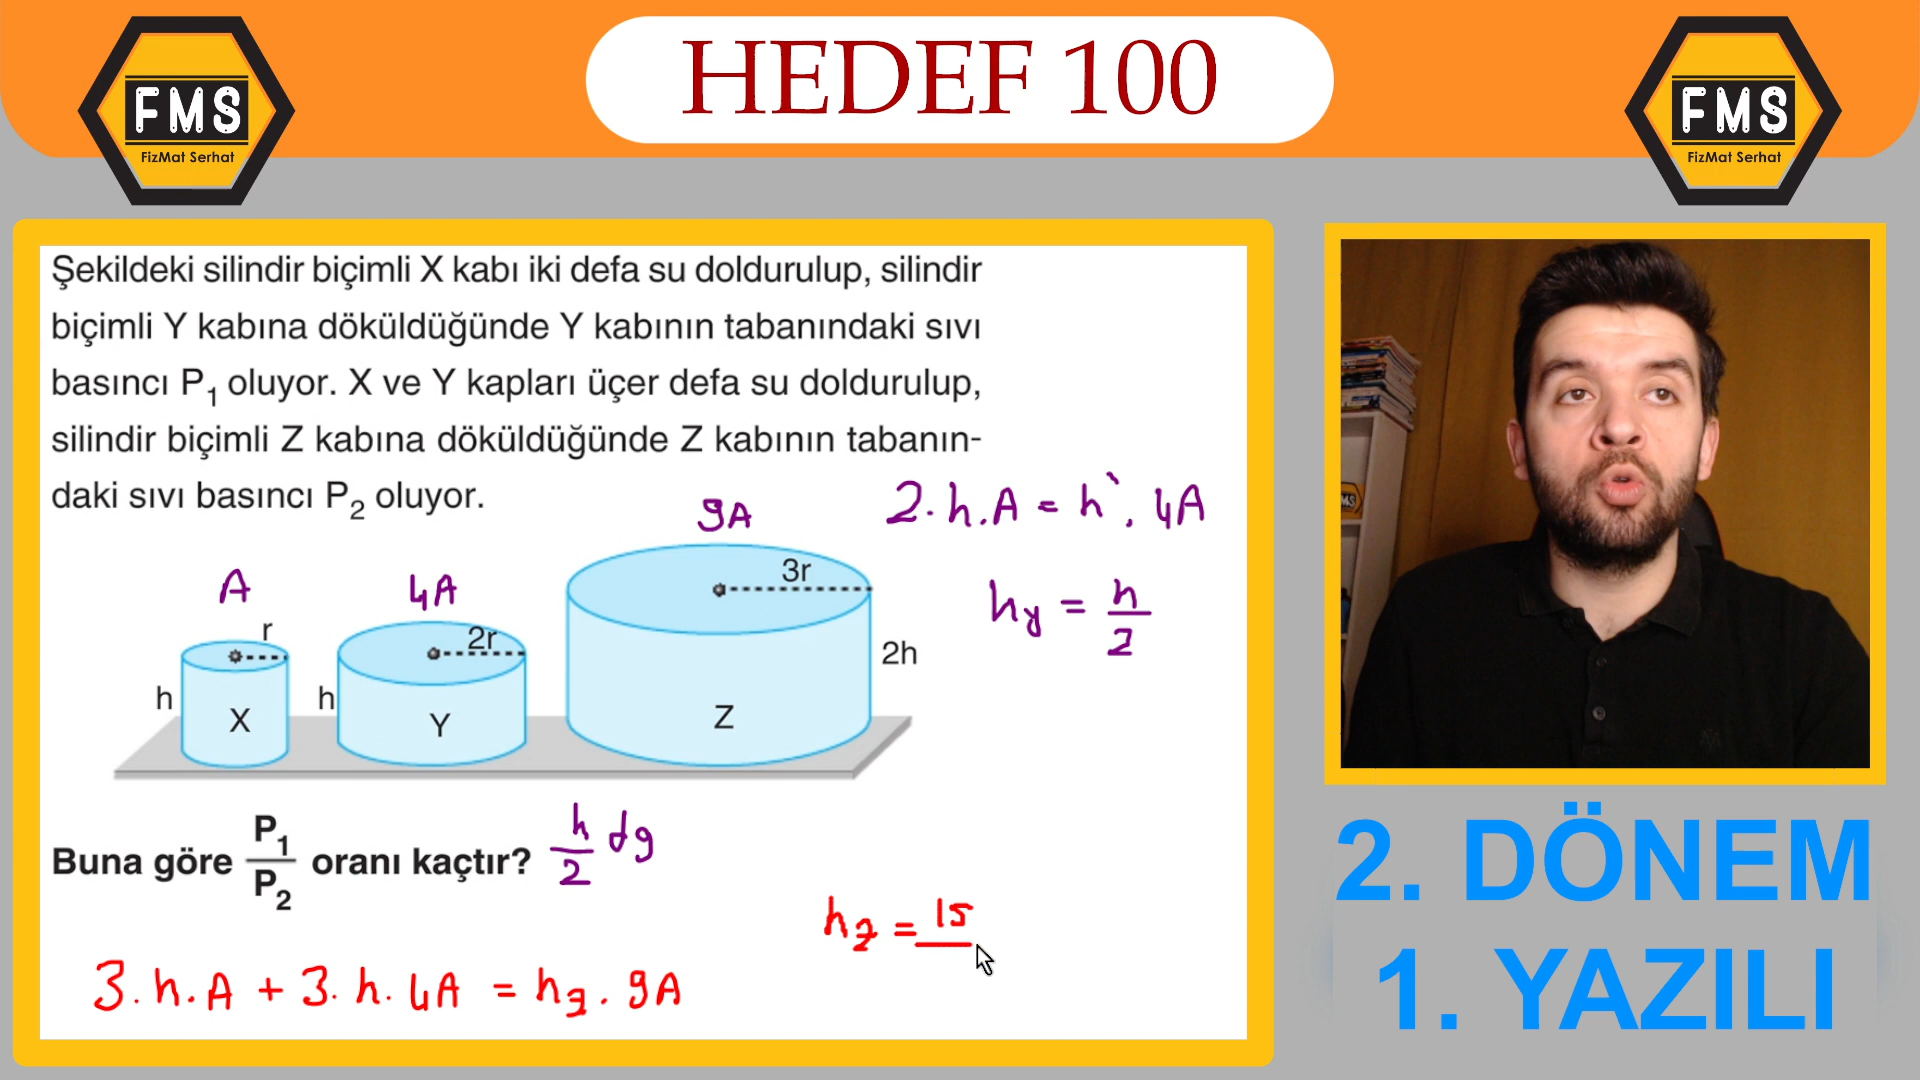 HEDEF 100
FMS
FizMat Serhat
FMS
FizMat Serhat
Şekildeki silindir biçimli X kabı iki defa su doldurulup, silindir
biçimli Y kabına döküldüğünde Y kabının tabanındaki sıvı
basıncı P₁ oluyor. X ve Y kapları üçer defa su doldurulup,
silindir biçimli Z kabına döküldüğünde Z kabının tabanın-
daki sıvı basıncı P₂ oluyor.
2.h.A = h'. 4A
h_y = h/2
A
4A
9A
r
2r
3r
h
h
2h
X
Y
Z
Buna göre P₁/P₂ oranı kaçtır?
h/2 dg
h_z = 15
3.h.A + 3.h.4A = h_z . 9A
2. DÖNEM
1. YAZILI